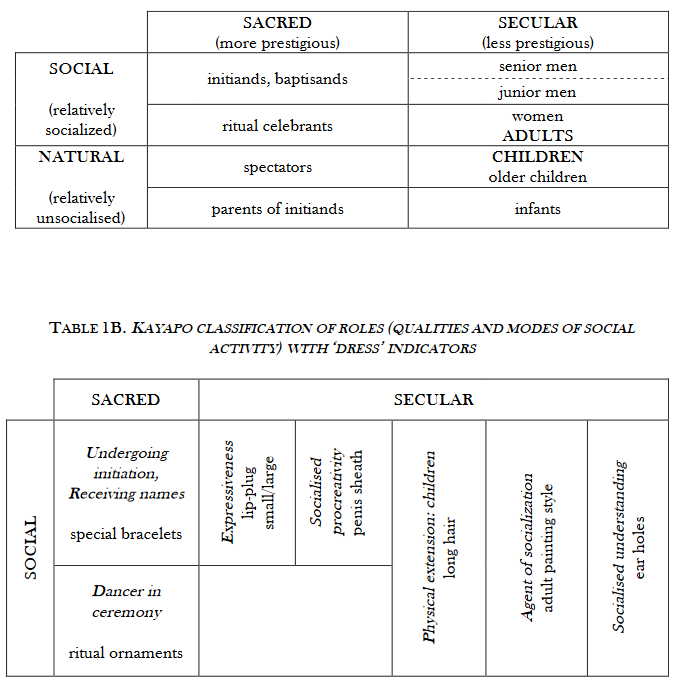 SACRED
(more prestigious)
SECULAR
(less prestigious)
SOCIAL
(relatively
socialized)
initiands, baptisands
senior men
junior men
ritual celebrants
women
ADULTS
NATURAL
(relatively
unsocialised)
spectators
CHILDREN
older children
parents of initiands
infants
TABLE 1B. KAYAPO CLASSIFICATION OF ROLES (QUALITIES AND MODES OF SOCIAL
ACTIVITY) WITH ‘DRESS’ INDICATORS
SACRED
SECULAR
SOCIAL
Undergoing
initiation,
Receiving names
special bracelets
Expressiveness
lip-plug
small/large
Socialised
procreativity
penis sheath
Physical extension: children
long hair
Agent of socialization
adult painting style
Socialised understanding
ear holes
Dancer in
ceremony
ritual ornaments